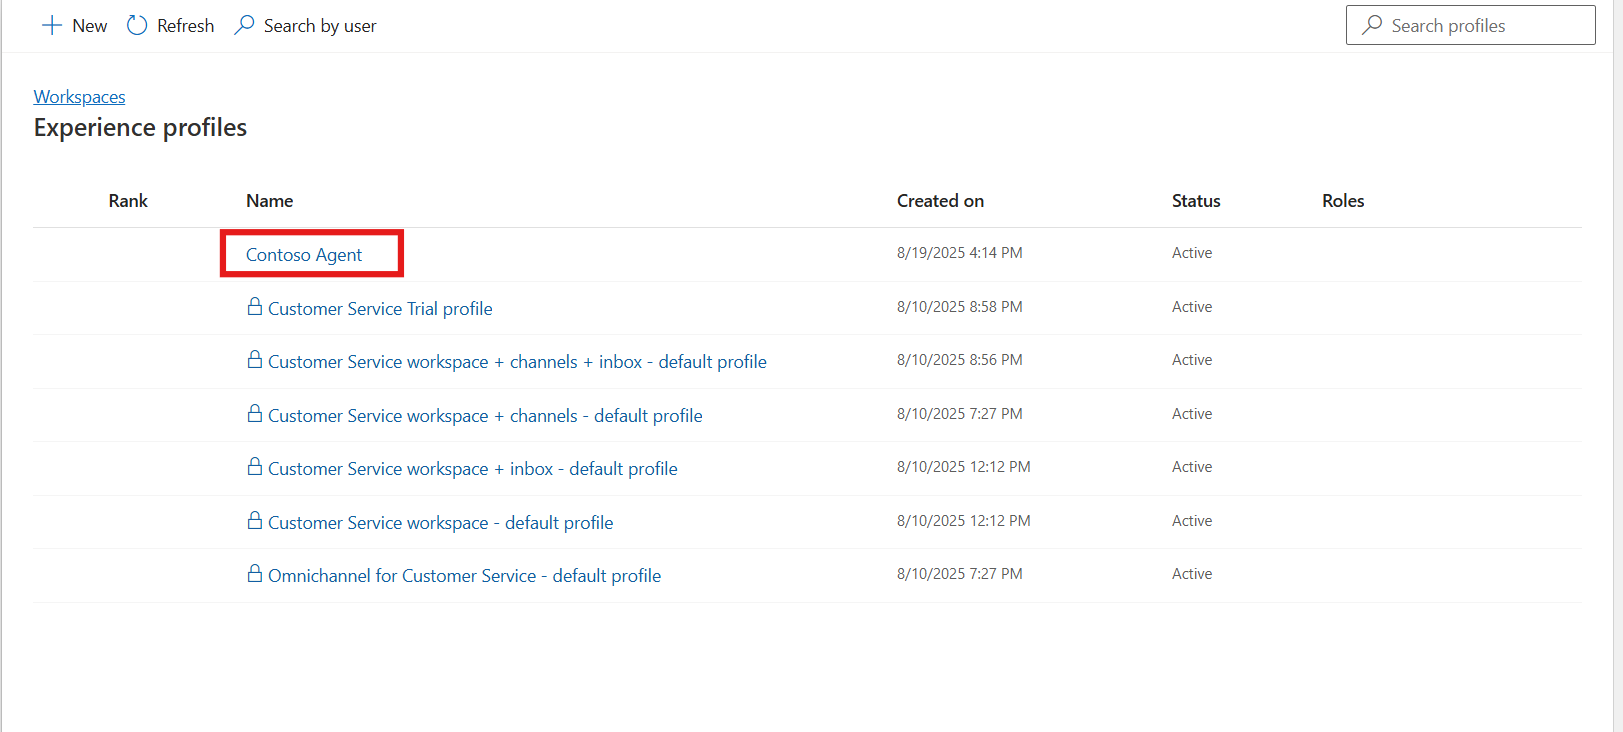 New Refresh Search by user Search profiles
Workspaces
Experience profiles
Rank Name Created on Status Roles
Contoso Agent 8/19/2025 4:14 PM Active
Customer Service Trial profile 8/10/2025 8:58 PM Active
Customer Service workspace + channels + inbox - default profile 8/10/2025 8:56 PM Active
Customer Service workspace + channels - default profile 8/10/2025 7:27 PM Active
Customer Service workspace + inbox - default profile 8/10/2025 12:12 PM Active
Customer Service workspace - default profile 8/10/2025 12:12 PM Active
Omnichannel for Customer Service - default profile 8/10/2025 7:27 PM Active